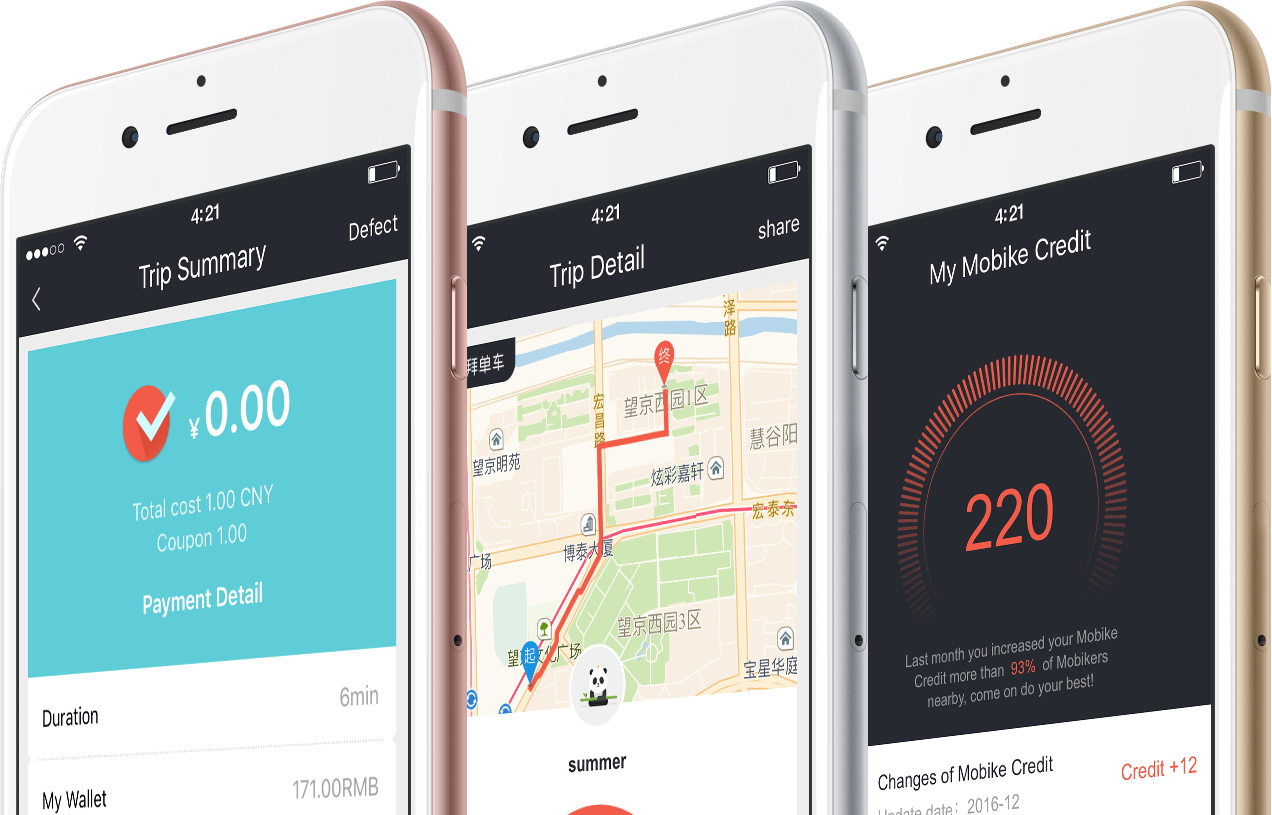 4:21
Trip Summary
Defect
¥0.00
Total cost 1.00 CNY
Coupon 1.00
Payment Detail
Duration
6min
My Wallet
171.00RMB
4:21
Trip Detail
share
拜单车
泽路
终
望京西园1区
宏昌路
慧谷阳
望京明苑
炫彩嘉轩
宏泰东
博泰大厦
广场
望京西园3区
起
宝星华庭
summer
4:21
My Mobike Credit
220
Last month you increased your Mobike
Credit more than 93% of Mobikers
nearby, come on do your best!
Changes of Mobike Credit
Credit +12
Update date：2016-12